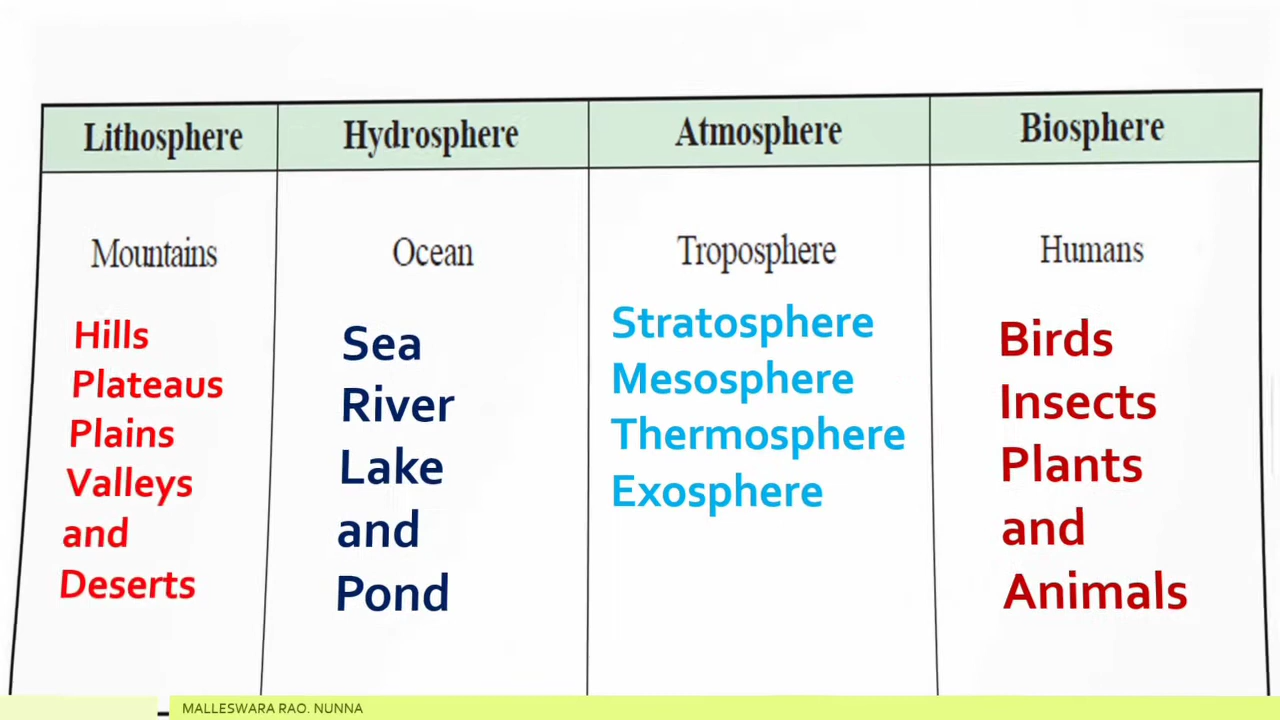 Lithosphere
Hydrosphere
Atmosphere
Biosphere
Mountains
Hills
Plateaus
Plains
Valleys
and
Deserts
Ocean
Sea
River
Lake
and
Pond
Troposphere
Stratosphere
Mesosphere
Thermosphere
Exosphere
Humans
Birds
Insects
Plants
and
Animals
MALLESWARA RAO. NUNNA